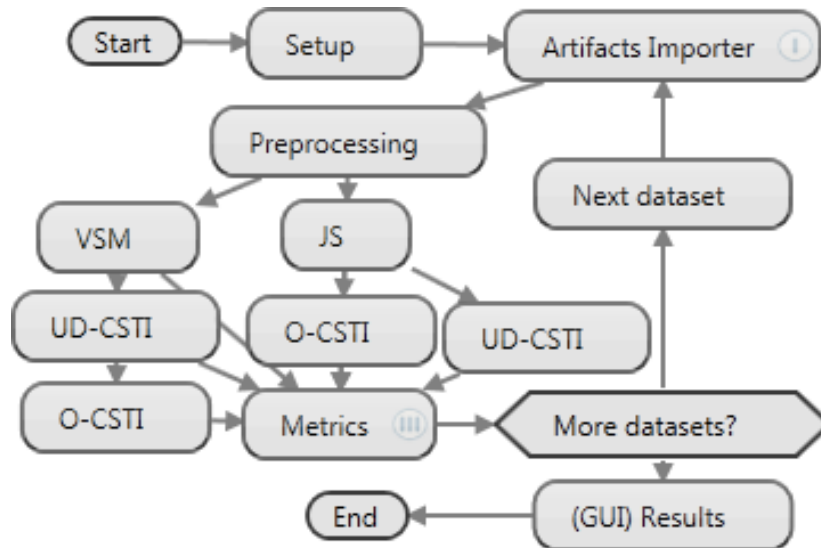 Start
Setup
Artifacts Importer I
Preprocessing
Next dataset
VSM
JS
UD-CSTI
O-CSTI
UD-CSTI
O-CSTI
Metrics III
More datasets?
End
(GUI) Results